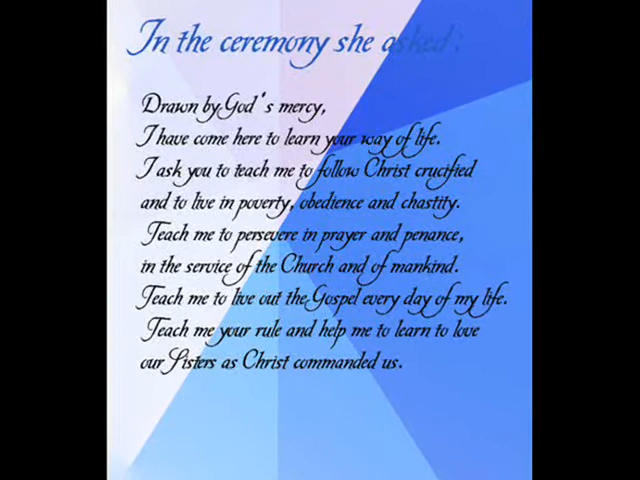 In the ceremony she asked:
Drawn by God's mercy,
I have come here to learn your way of life.
I ask you to teach me to follow Christ crucified
and to live in poverty, obedience and chastity.
Teach me to persevere in prayer and penance,
in the service of the Church and of mankind.
Teach me to live out the Gospel every day of my life.
Teach me your rule and help me to learn to love
our Sisters as Christ commanded us.